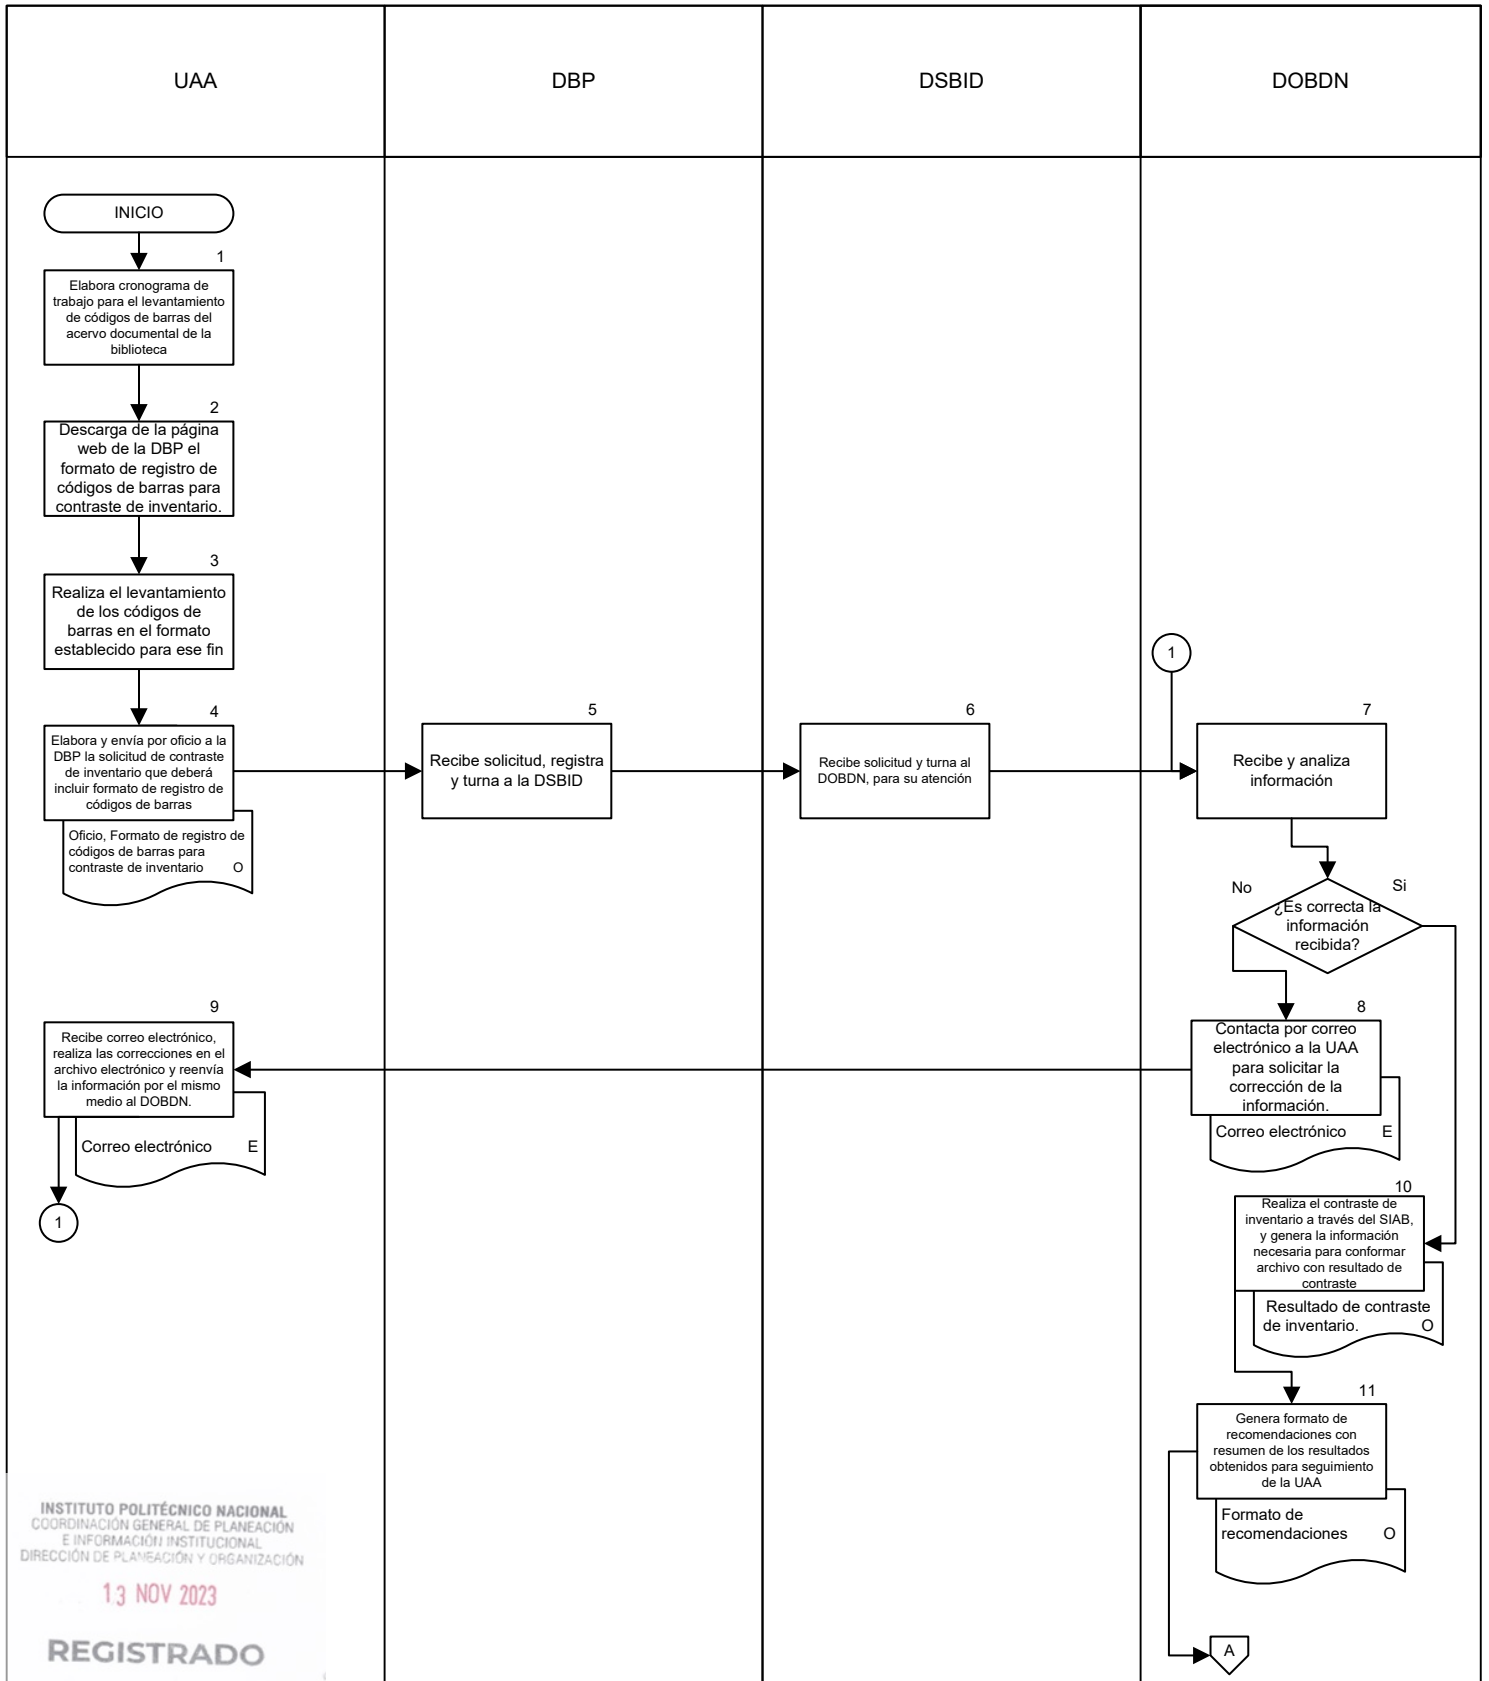 UAA
DBP
DSBID
DOBDN
INICIO
1
Elabora cronograma de
trabajo para el levantamiento
de códigos de barras del
acervo documental de la
biblioteca
2
Descarga de la página
web de la DBP el
formato de registro de
códigos de barras para
contraste de inventario.
3
Realiza el levantamiento
de los códigos de
barras en el formato
establecido para ese fin
1
4
Elabora y envía por oficio a la
DBP la solicitud de contraste
de inventario que deberá
incluir formato de registro de
códigos de barras
Oficio, Formato de registro de
códigos de barras para
contraste de inventario O
5
Recibe solicitud, registra
y turna a la DSBID
6
Recibe solicitud y turna al
DOBDN, para su atención
7
Recibe y analiza
información
No
Si
¿Es correcta la
información
recibida?
8
Contacta por correo
electrónico a la UAA
para solicitar la
corrección de la
información.
Correo electrónico E
9
Recibe correo electrónico,
realiza las correcciones en el
archivo electrónico y reenvía
la información por el mismo
medio al DOBDN.
Correo electrónico E
1
10
Realiza el contraste de
inventario a través del SIAB,
y genera la información
necesaria para conformar
archivo con resultado de
contraste
Resultado de contraste
de inventario. O
11
Genera formato de
recomendaciones con
resumen de los resultados
obtenidos para seguimiento
de la UAA
Formato de
recomendaciones O
A
INSTITUTO POLITÉCNICO NACIONAL
COORDINACIÓN GENERAL DE PLANEACIÓN
E INFORMACIÓN INSTITUCIONAL
DIRECCIÓN DE PLANEACIÓN Y ORGANIZACIÓN
13 NOV 2023
REGISTRADO